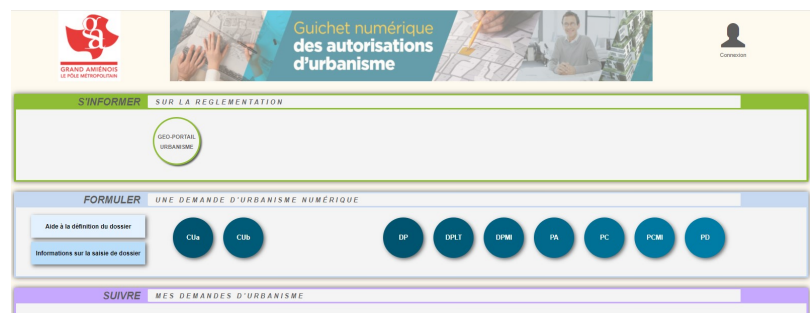 GRAND AMIÉNOIS
LE PÔLE MÉTROPOLITAIN
Guichet numérique
des autorisations
d'urbanisme
Connexion
S'INFORMER SUR LA REGLEMENTATION
GEO-PORTAIL
URBANISME
FORMULER UNE DEMANDE D'URBANISME NUMÉRIQUE
Aide à la définition du dossier
Informations sur la saisie de dossier
CUa CUb DP DPLT DPMI PA PC PCMI PD
SUIVRE MES DEMANDES D'URBANISME